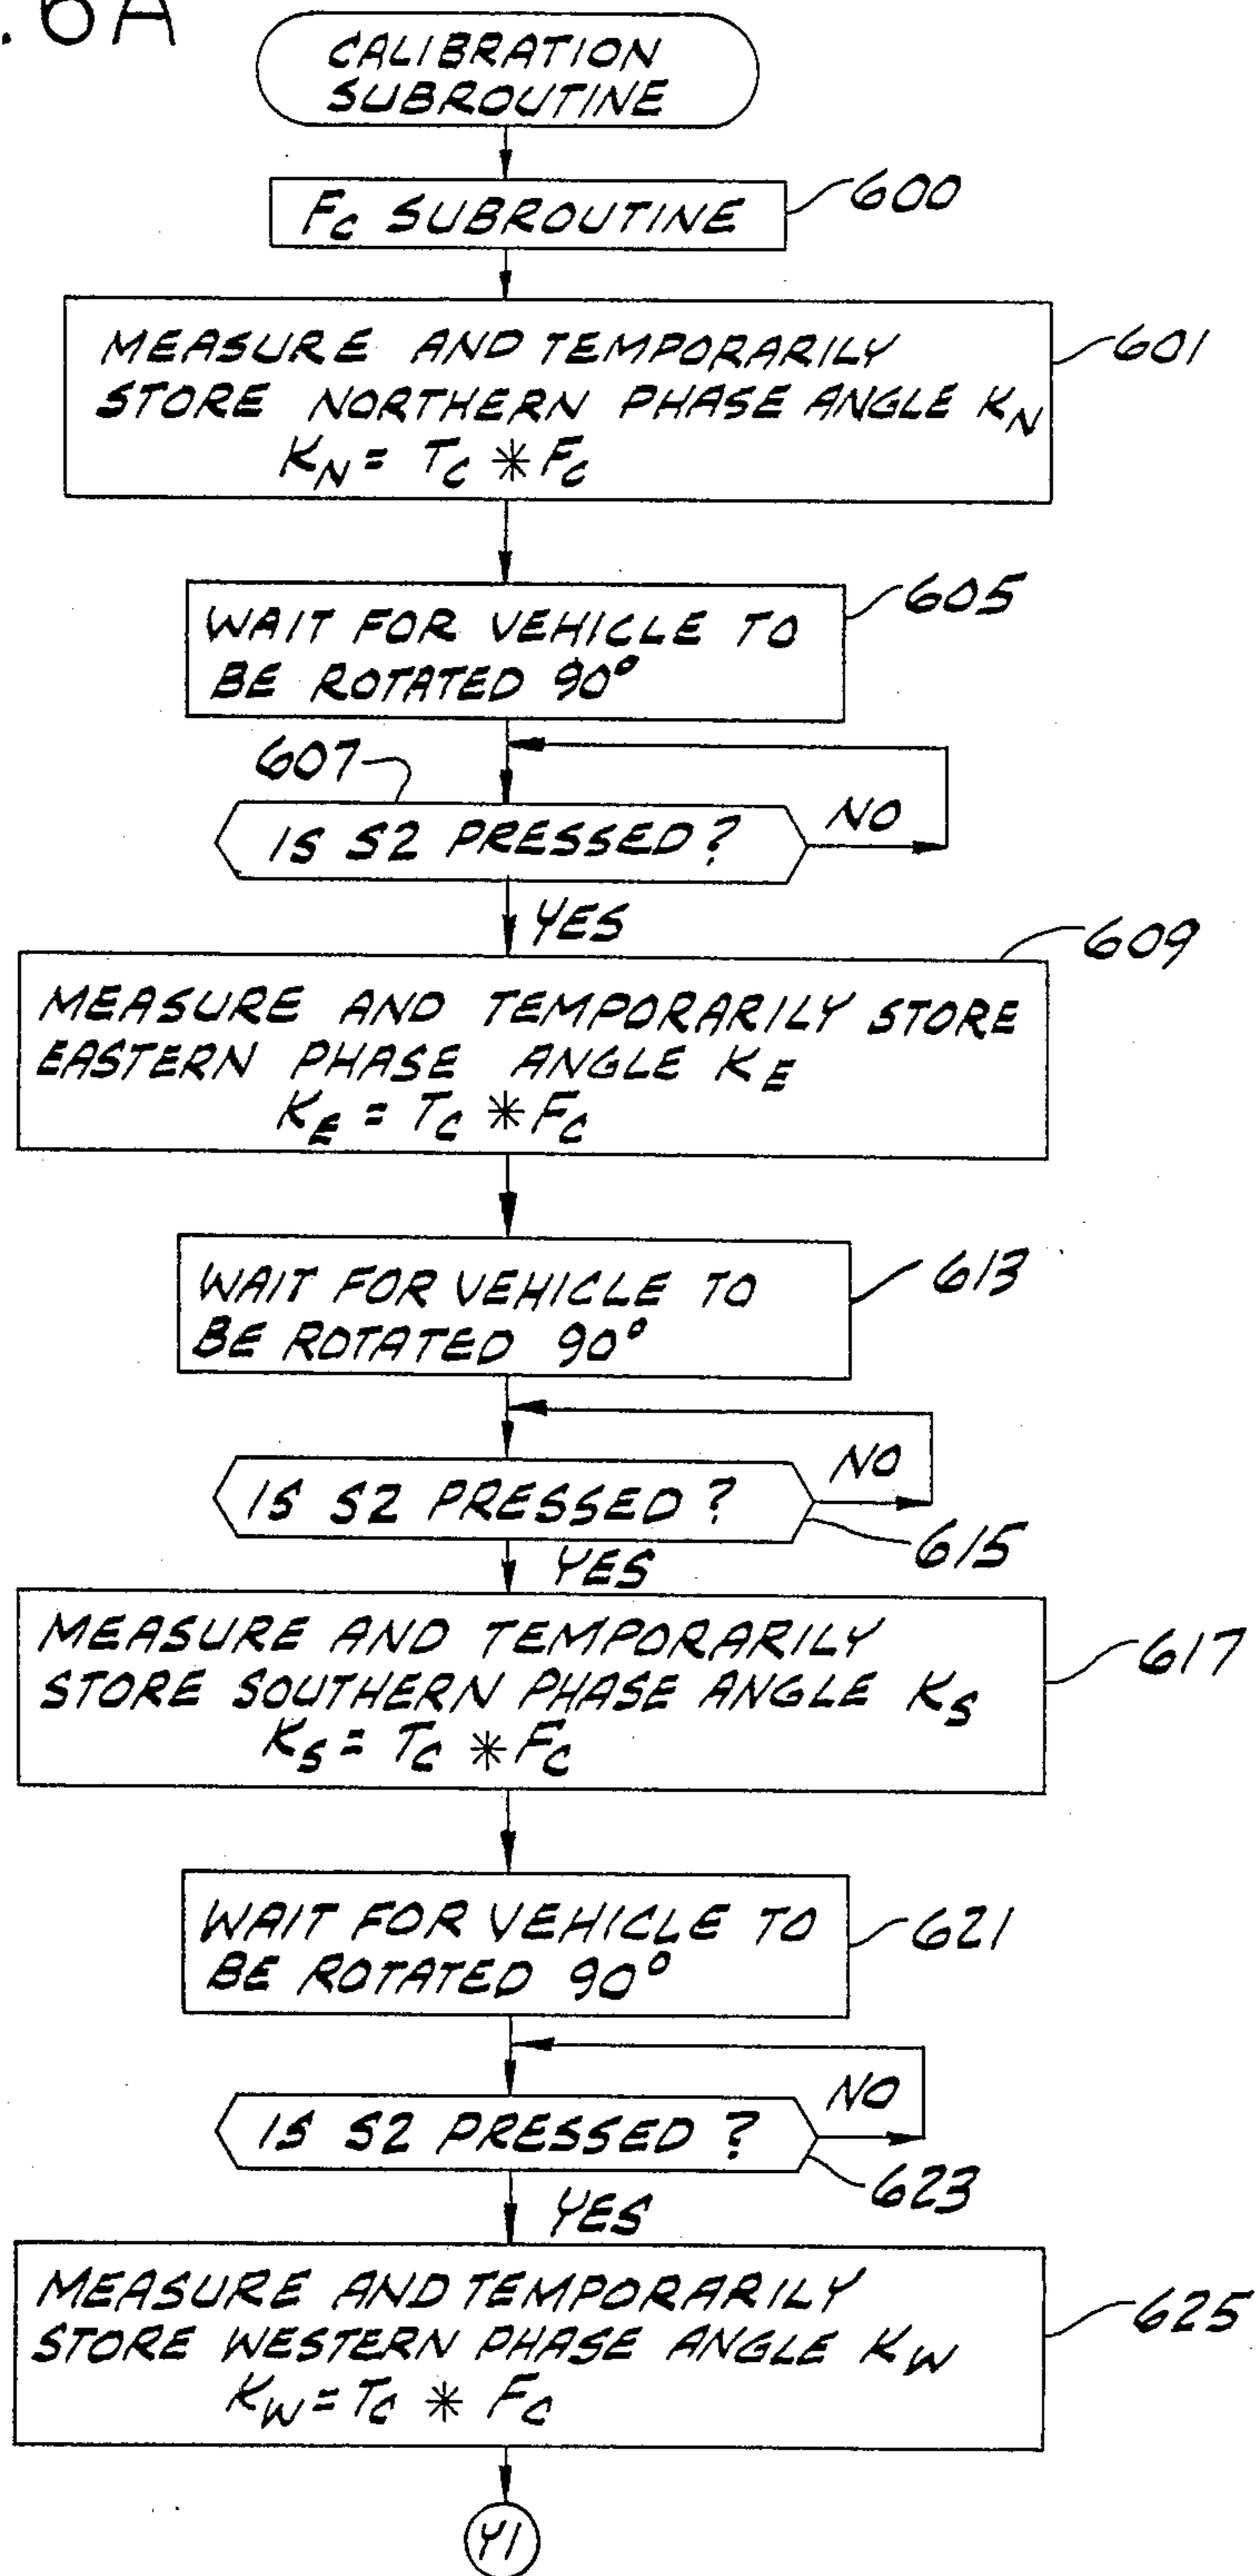 . 6A
CALIBRATION
SUBROUTINE
FC SUBROUTINE
600
MEASURE AND TEMPORARILY
STORE NORTHERN PHASE ANGLE KN
KN = TC * FC
601
WAIT FOR VEHICLE TO
BE ROTATED 90°
605
607
IS S2 PRESSED?
NO
YES
609
MEASURE AND TEMPORARILY STORE
EASTERN PHASE ANGLE KE
KE = TC * FC
WAIT FOR VEHICLE TO
BE ROTATED 90°
613
IS S2 PRESSED?
NO
615
YES
MEASURE AND TEMPORARILY
STORE SOUTHERN PHASE ANGLE KS
KS = TC * FC
617
WAIT FOR VEHICLE TO
BE ROTATED 90°
621
IS S2 PRESSED?
NO
623
YES
MEASURE AND TEMPORARILY
STORE WESTERN PHASE ANGLE KW
KW = TC * FC
625
Y1